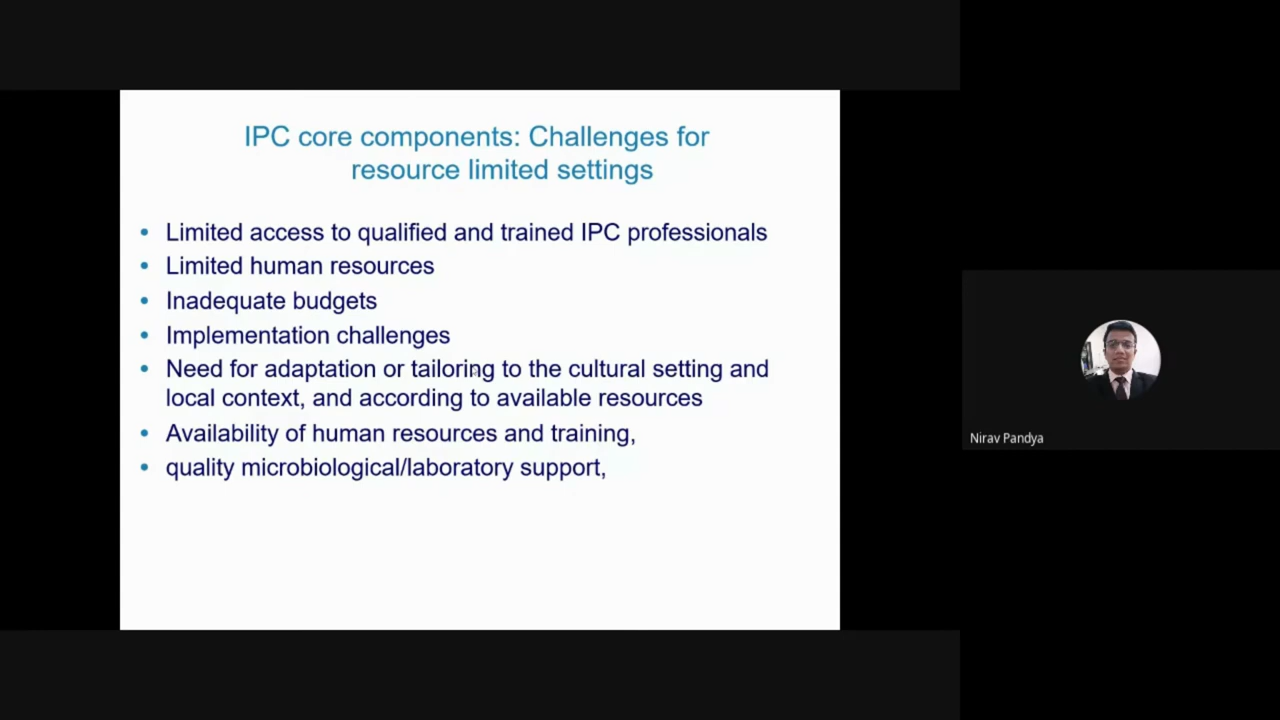 IPC core components: Challenges for
resource limited settings
• Limited access to qualified and trained IPC professionals
• Limited human resources
• Inadequate budgets
• Implementation challenges
• Need for adaptation or tailoring to the cultural setting and
local context, and according to available resources
• Availability of human resources and training,
• quality microbiological/laboratory support,
Nirav Pandya